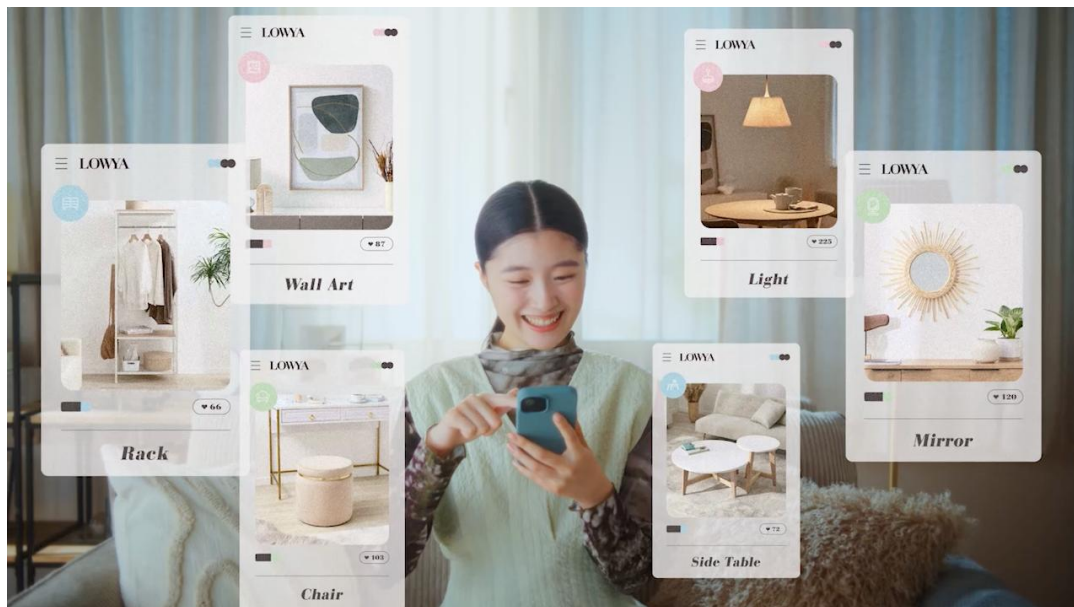 LOWYA
87
Wall Art
LOWYA
225
Light
LOWYA
66
Rack
LOWYA
120
Mirror
LOWYA
103
Chair
LOWYA
72
Side Table